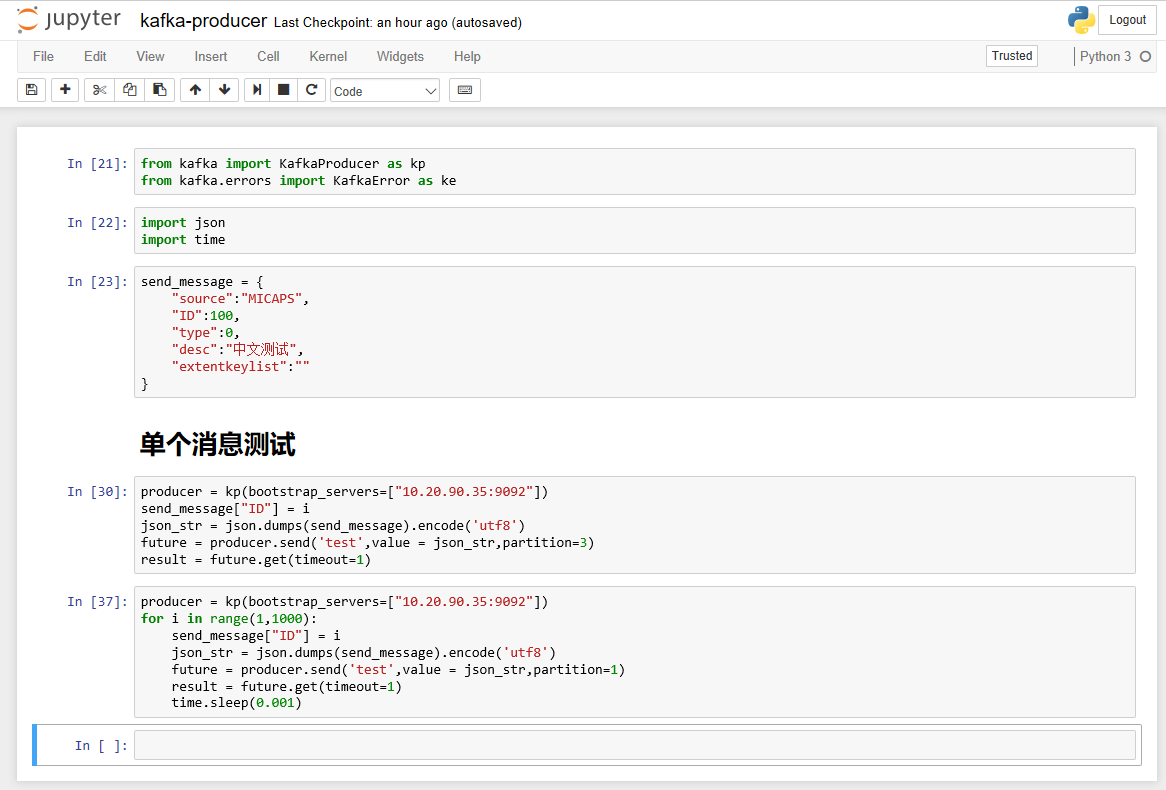 jupyter kafka-producer Last Checkpoint: an hour ago (autosaved) Logout
File Edit View Insert Cell Kernel Widgets Help Trusted Python 3
Code
In [21]: from kafka import KafkaProducer as kp
from kafka.errors import KafkaError as ke
In [22]: import json
import time
In [23]: send_message = {
    "source":"MICAPS",
    "ID":100,
    "type":0,
    "desc":"中文测试",
    "extentkeylist":""
}
单个消息测试
In [30]: producer = kp(bootstrap_servers=["10.20.90.35:9092"])
send_message["ID"] = i
json_str = json.dumps(send_message).encode('utf8')
future = producer.send('test',value = json_str,partition=3)
result = future.get(timeout=1)
In [37]: producer = kp(bootstrap_servers=["10.20.90.35:9092"])
for i in range(1,1000):
    send_message["ID"] = i
    json_str = json.dumps(send_message).encode('utf8')
    future = producer.send('test',value = json_str,partition=1)
    result = future.get(timeout=1)
    time.sleep(0.001)
In [ ]: